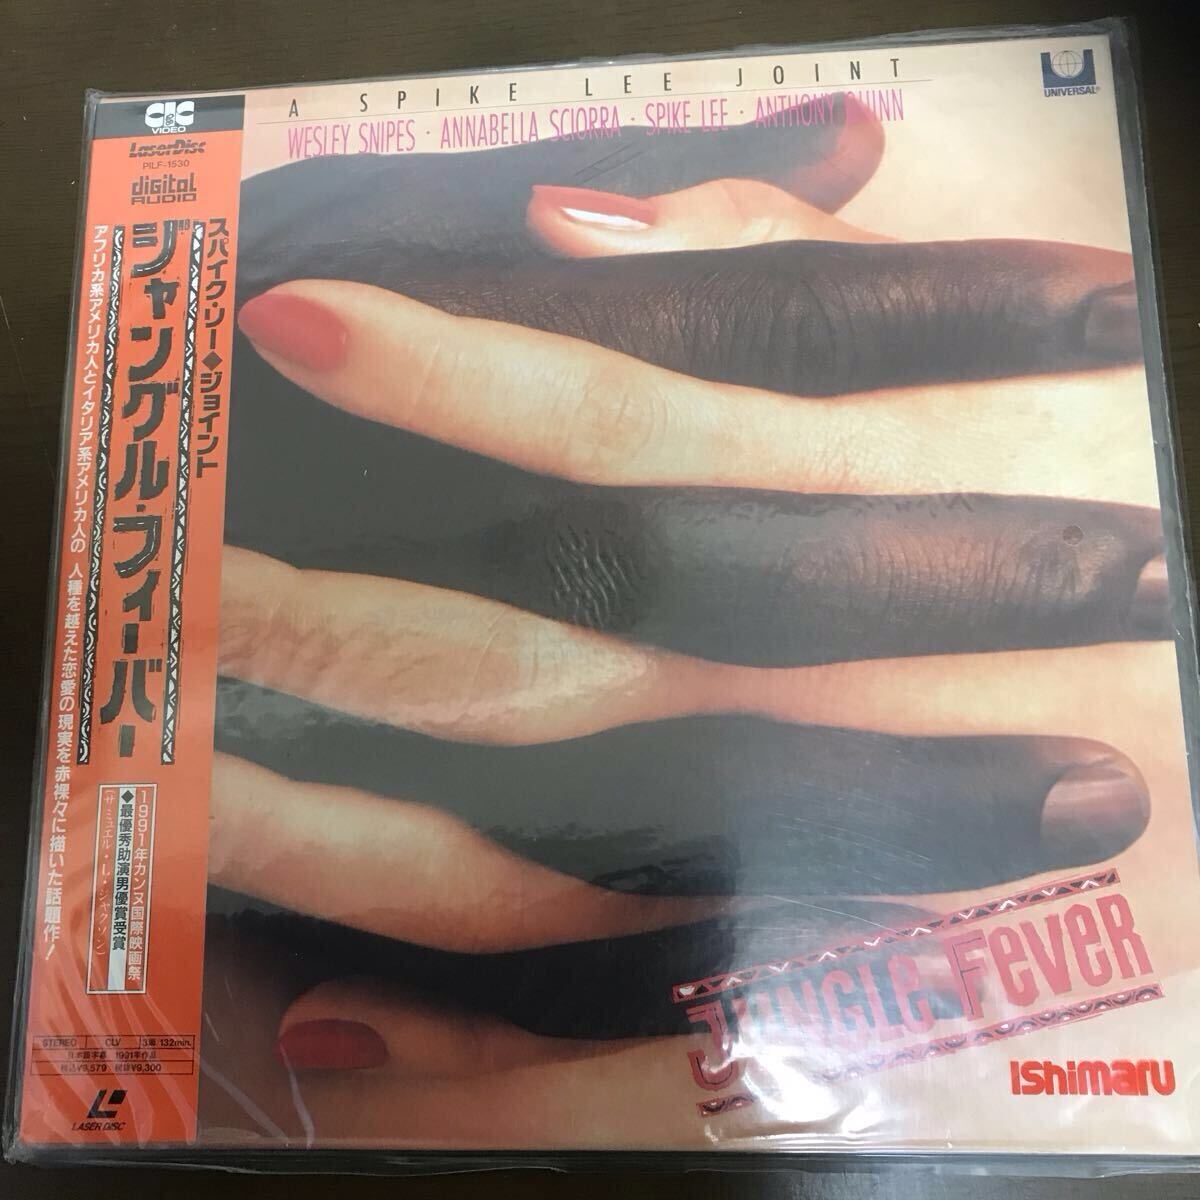 A SPIKE LEE JOINT
WESLEY SNIPES · ANNABELLA SCIORRA · SPIKE LEE · ANTHONY QUINN
UNIVERSAL®
CIC
VIDEO
LaserDisc
PILF-1530
DIGITAL
AUDIO
スパイク・リー◆ジョイント
ジャングル・フィーバー
アフリカ系アメリカ人とイタリア系アメリカ人の 人種を越えた恋愛の現実を赤裸々に描いた話題作!
1991年カンヌ国際映画祭
◆最優秀助演男優賞受賞
(サミュエル・L・ジャクソン)
STEREO CLV 3面/132min.
日本語字幕 1991年作品
税込¥9,579 税抜¥9,300
LASER DISC
JUNGLE FEVER
Ishimaru